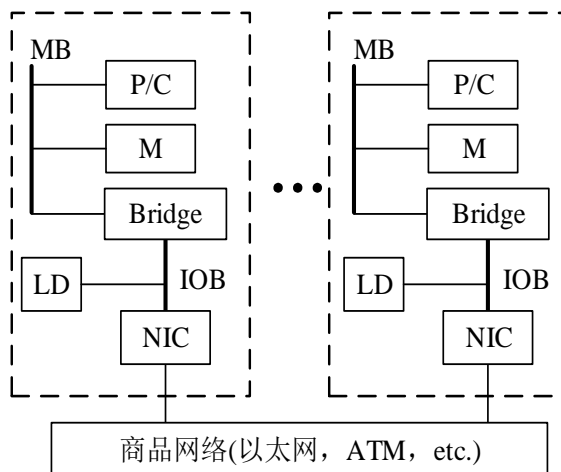 MB
P/C
M
Bridge
LD
IOB
NIC
MB
P/C
M
Bridge
LD
IOB
NIC
商品网络(以太网，ATM，etc.)